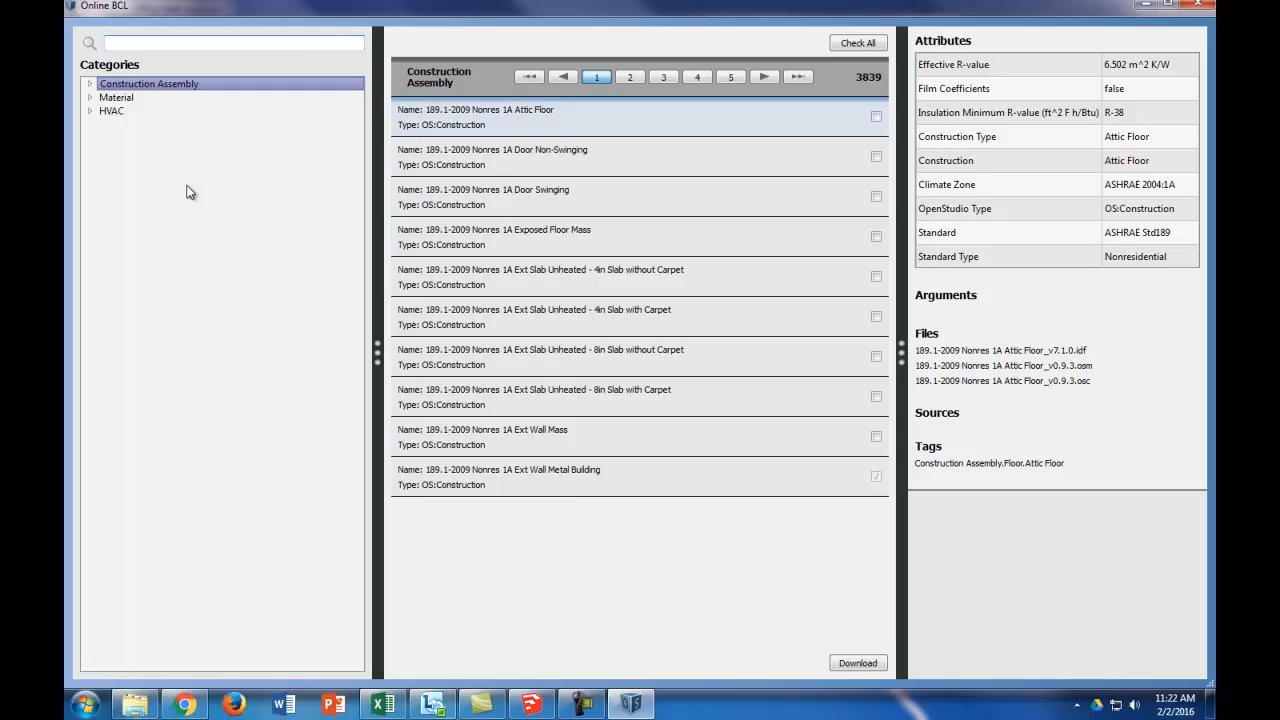 Online BCL
Categories
Construction Assembly
Material
HVAC
Check All
Construction
Assembly
1 2 3 4 5
3839
Name: 189.1-2009 Nonres 1A Attic Floor
Type: OS:Construction
Name: 189.1-2009 Nonres 1A Door Non-Swinging
Type: OS:Construction
Name: 189.1-2009 Nonres 1A Door Swinging
Type: OS:Construction
Name: 189.1-2009 Nonres 1A Exposed Floor Mass
Type: OS:Construction
Name: 189.1-2009 Nonres 1A Ext Slab Unheated - 4in Slab without Carpet
Type: OS:Construction
Name: 189.1-2009 Nonres 1A Ext Slab Unheated - 4in Slab with Carpet
Type: OS:Construction
Name: 189.1-2009 Nonres 1A Ext Slab Unheated - 8in Slab without Carpet
Type: OS:Construction
Name: 189.1-2009 Nonres 1A Ext Slab Unheated - 8in Slab with Carpet
Type: OS:Construction
Name: 189.1-2009 Nonres 1A Ext Wall Mass
Type: OS:Construction
Name: 189.1-2009 Nonres 1A Ext Wall Metal Building
Type: OS:Construction
Download
Attributes
Effective R-value 6.502 m^2 K/W
Film Coefficients false
Insulation Minimum R-value (ft^2 F h/Btu) R-38
Construction Type Attic Floor
Construction Attic Floor
Climate Zone ASHRAE 2004:1A
OpenStudio Type OS:Construction
Standard ASHRAE Std189
Standard Type Nonresidential
Arguments
Files
189.1-2009 Nonres 1A Attic Floor_v7.1.0.idf
189.1-2009 Nonres 1A Attic Floor_v0.9.3.osm
189.1-2009 Nonres 1A Attic Floor_v0.9.3.osc
Sources
Tags
Construction Assembly.Floor.Attic Floor
11:22 AM
2/2/2016